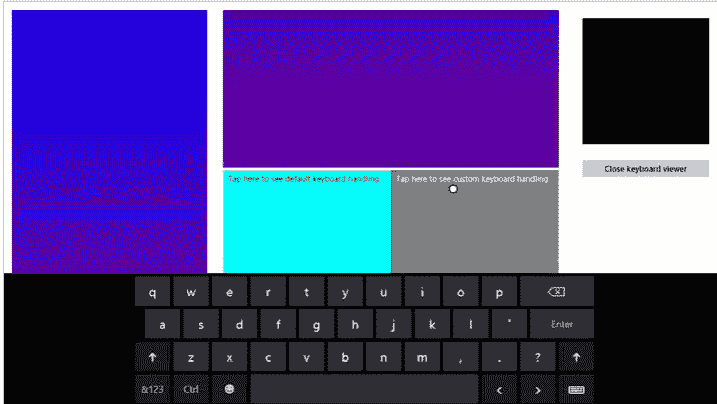 Tap here to see default keyboard handling
Tap here to see custom keyboard handling
Close keyboard viewer
q w e r t y u i o p
a s d f g h j k l ' Enter
z x c v b n m , . ?
&123 Ctrl < >